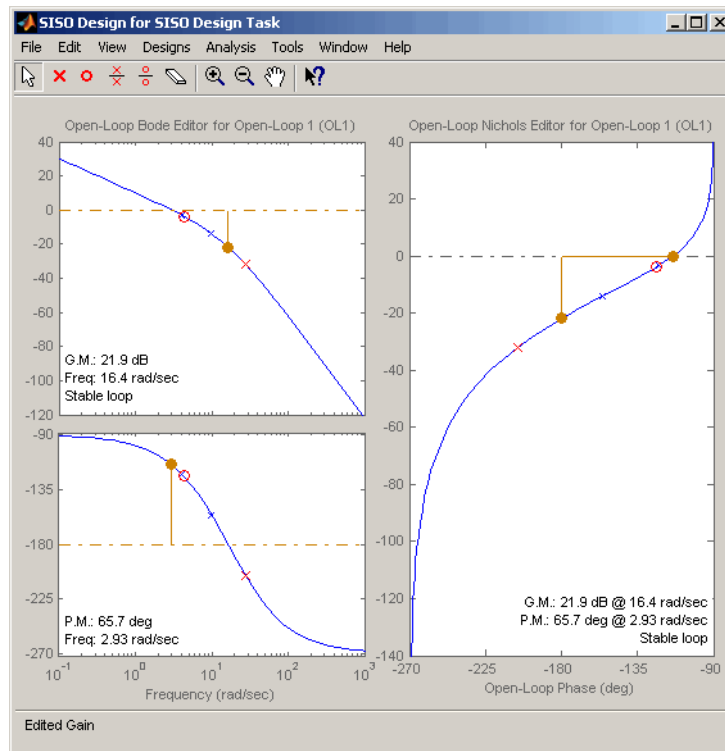 SISO Design for SISO Design Task
File Edit View Designs Analysis Tools Window Help
Open-Loop Bode Editor for Open-Loop 1 (OL1)
40
20
0
-20
-40
-60
-80
-100
-120
G.M.: 21.9 dB
Freq: 16.4 rad/sec
Stable loop
-90
-135
-180
-225
-270
P.M.: 65.7 deg
Freq: 2.93 rad/sec
10^-1 10^0 10^1 10^2 10^3
Frequency (rad/sec)
Open-Loop Nichols Editor for Open-Loop 1 (OL1)
40
20
0
-20
-40
-60
-80
-100
-120
-140
G.M.: 21.9 dB @ 16.4 rad/sec
P.M.: 65.7 deg @ 2.93 rad/sec
Stable loop
-270 -225 -180 -135 -90
Open-Loop Phase (deg)
Edited Gain